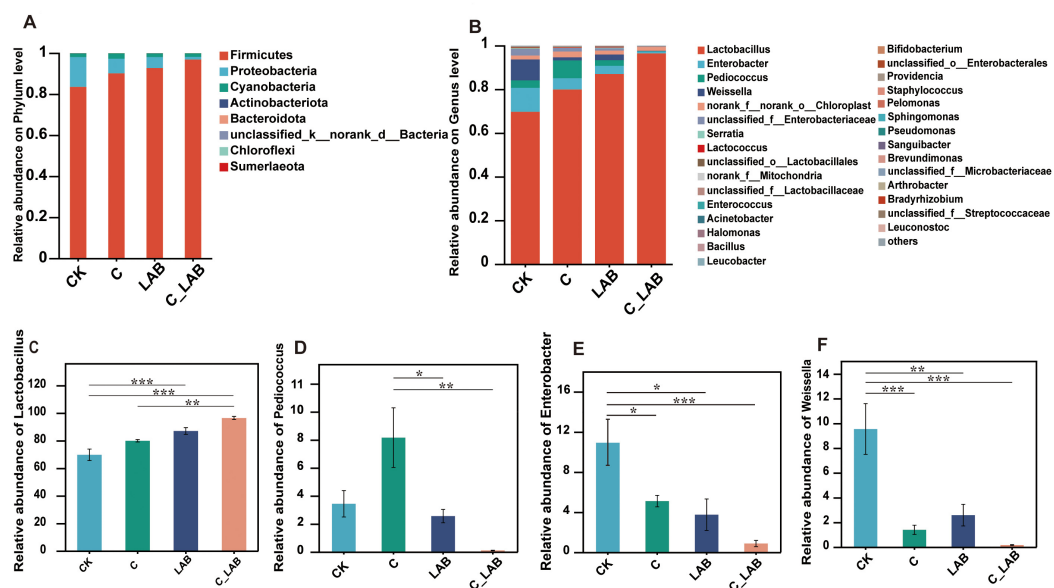 A
Relative abundance on Phylum level
1
0.8
0.6
0.4
0.2
0
CK
C
LAB
C_LAB
Firmicutes
Proteobacteria
Cyanobacteria
Actinobacteriota
Bacteroidota
unclassified_k__norank_d__Bacteria
Chloroflexi
Sumerlaeota
B
Relative abundance on Genus level
1
0.8
0.6
0.4
0.2
0
CK
C
LAB
C_LAB
Lactobacillus
Enterobacter
Pediococcus
Weissella
norank_f__norank_o__Chloroplast
unclassified_f__Enterobacteriaceae
Serratia
Lactococcus
unclassified_o__Lactobacillales
norank_f__Mitochondria
unclassified_f__Lactobacillaceae
Enterococcus
Acinetobacter
Halomonas
Bacillus
Leucobacter
Bifidobacterium
unclassified_o__Enterobacterales
Providencia
Staphylococcus
Pelomonas
Sphingomonas
Pseudomonas
Sanguibacter
Brevundimonas
unclassified_f__Microbacteriaceae
Arthrobacter
Bradyrhizobium
unclassified_f__Streptococcaceae
Leuconostoc
others
C
Relative abundance of Lactobacillus
120
100
80
60
40
20
0
***
***
**
CK
C
LAB
C_LAB
D
Relative abundance of Pediococcus
11
8
6
4
2
0
*
**
CK
C
LAB
C_LAB
E
Relative abundance of Enterobacter
16
12
8
4
0
*
***
*
CK
C
LAB
C_LAB
F
Relative abundance of Weissella
14
12
10
8
6
4
2
0
**
***
***
CK
C
LAB
C_LAB